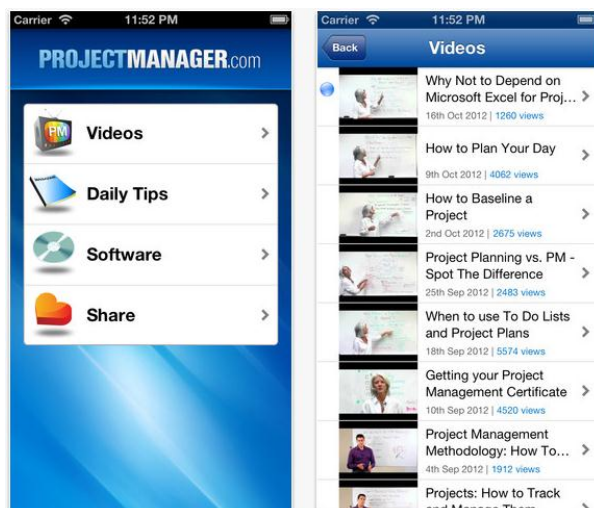 Carrier 11:52 PM
PROJECTMANAGER.com
PM
Videos
Daily Tips
Software
Share
Carrier 11:52 PM
Back Videos
Why Not to Depend on
Microsoft Excel for Proj...
16th Oct 2012 | 1260 views
How to Plan Your Day
9th Oct 2012 | 4062 views
How to Baseline a
Project
2nd Oct 2012 | 2675 views
Project Planning vs. PM -
Spot The Difference
25th Sep 2012 | 2483 views
When to use To Do Lists
and Project Plans
18th Sep 2012 | 5574 views
Getting your Project
Management Certificate
10th Sep 2012 | 4520 views
Project Management
Methodology: How To...
4th Sep 2012 | 1912 views
Projects: How to Track
and Manage Them